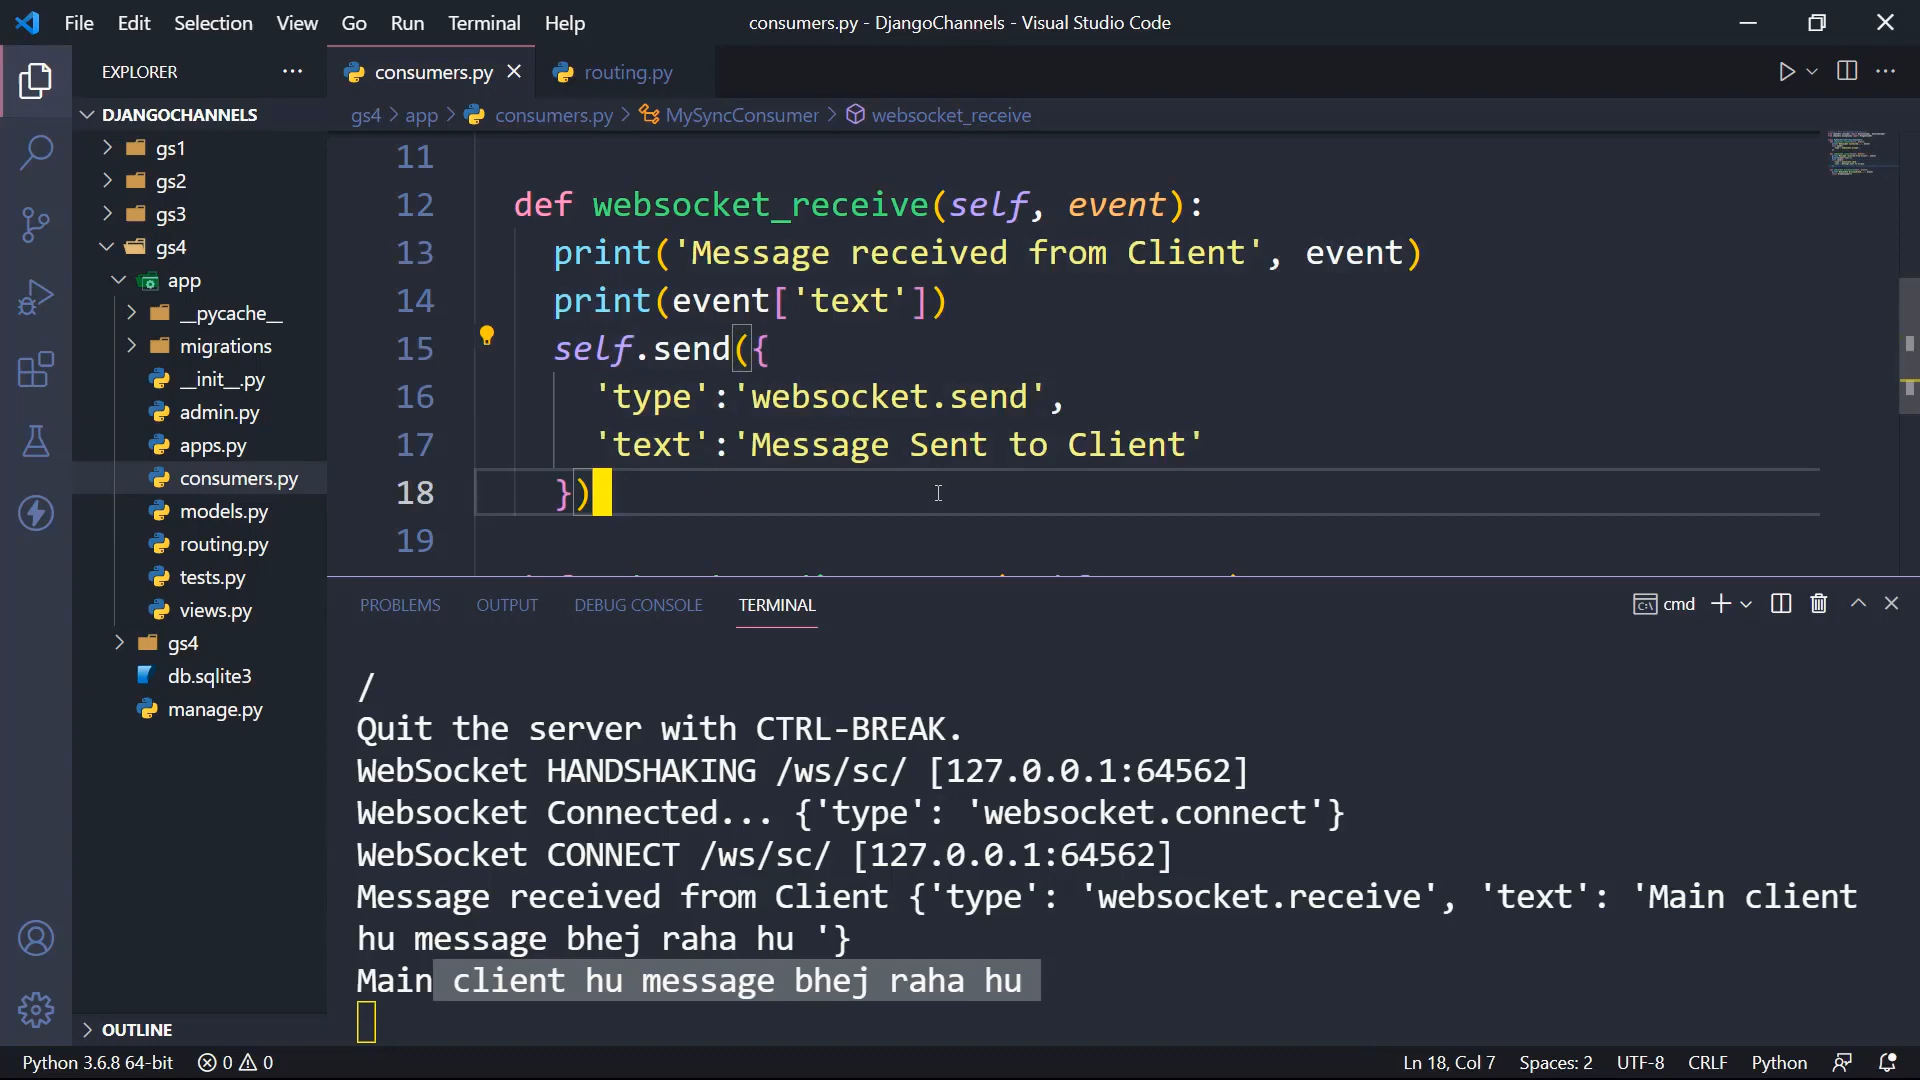 File Edit Selection View Go Run Terminal Help
consumers.py - DjangoChannels - Visual Studio Code
EXPLORER
consumers.py
routing.py
DJANGOCHANNELS
gs1
gs2
gs3
gs4
app
__pycache__
migrations
__init__.py
admin.py
apps.py
consumers.py
models.py
routing.py
tests.py
views.py
gs4
db.sqlite3
manage.py
OUTLINE
gs4 > app > consumers.py > MySyncConsumer > websocket_receive
11
12 def websocket_receive(self, event):
13 print('Message received from Client', event)
14 print(event['text'])
15 self.send({
16 'type':'websocket.send',
17 'text':'Message Sent to Client'
18 })
19
PROBLEMS OUTPUT DEBUG CONSOLE TERMINAL
cmd
/
Quit the server with CTRL-BREAK.
WebSocket HANDSHAKING /ws/sc/ [127.0.0.1:64562]
Websocket Connected... {'type': 'websocket.connect'}
WebSocket CONNECT /ws/sc/ [127.0.0.1:64562]
Message received from Client {'type': 'websocket.receive', 'text': 'Main client
hu message bhej raha hu '}
Main client hu message bhej raha hu
Python 3.6.8 64-bit 0 0 Ln 18, Col 7 Spaces: 2 UTF-8 CRLF Python